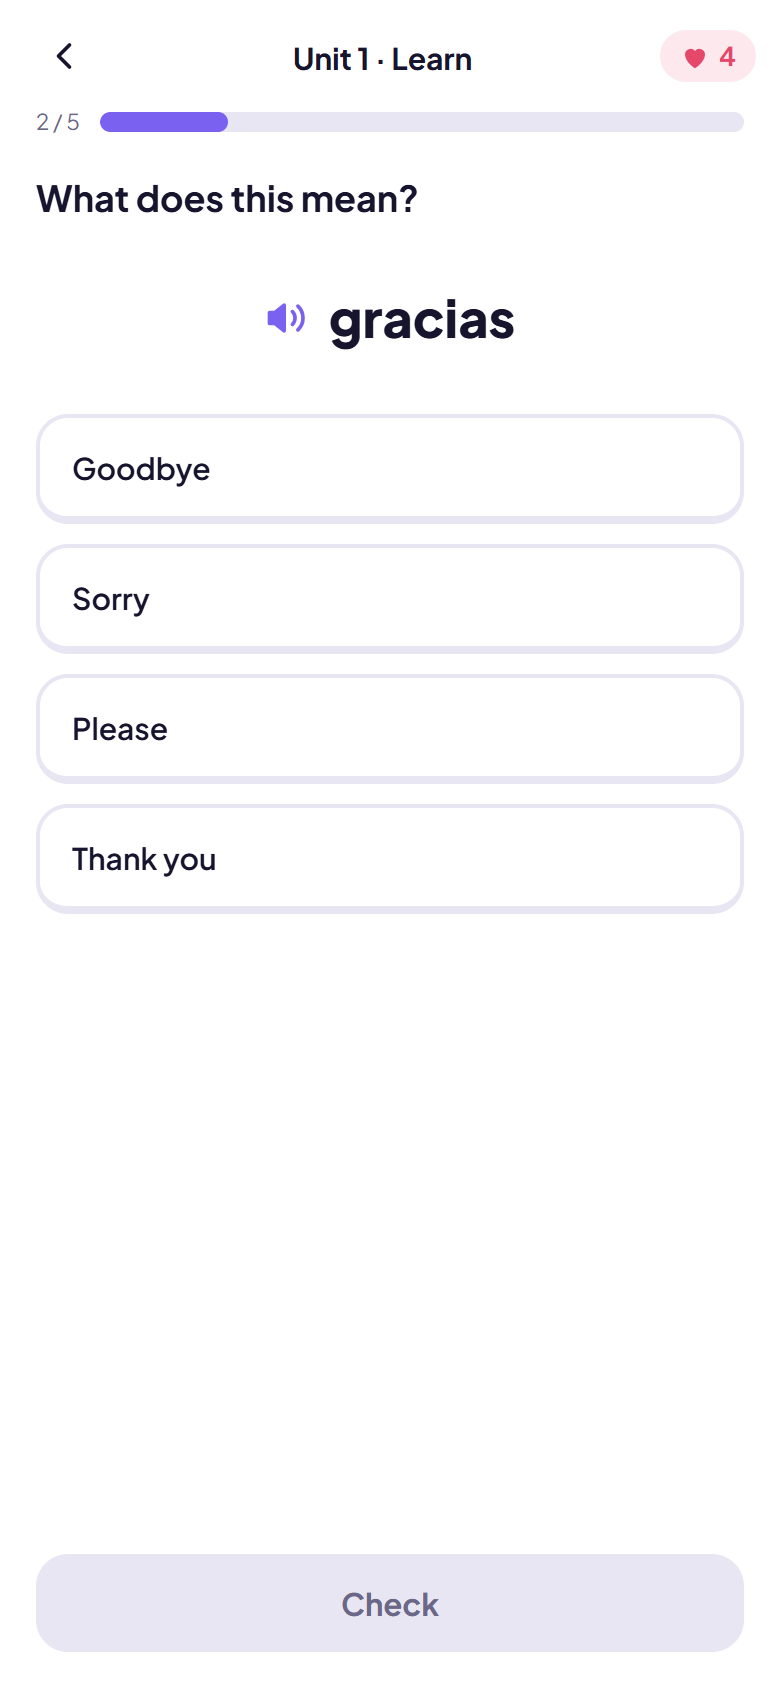 Unit 1 · Learn
4
2 / 5
What does this mean?
gracias
Goodbye
Sorry
Please
Thank you
Check